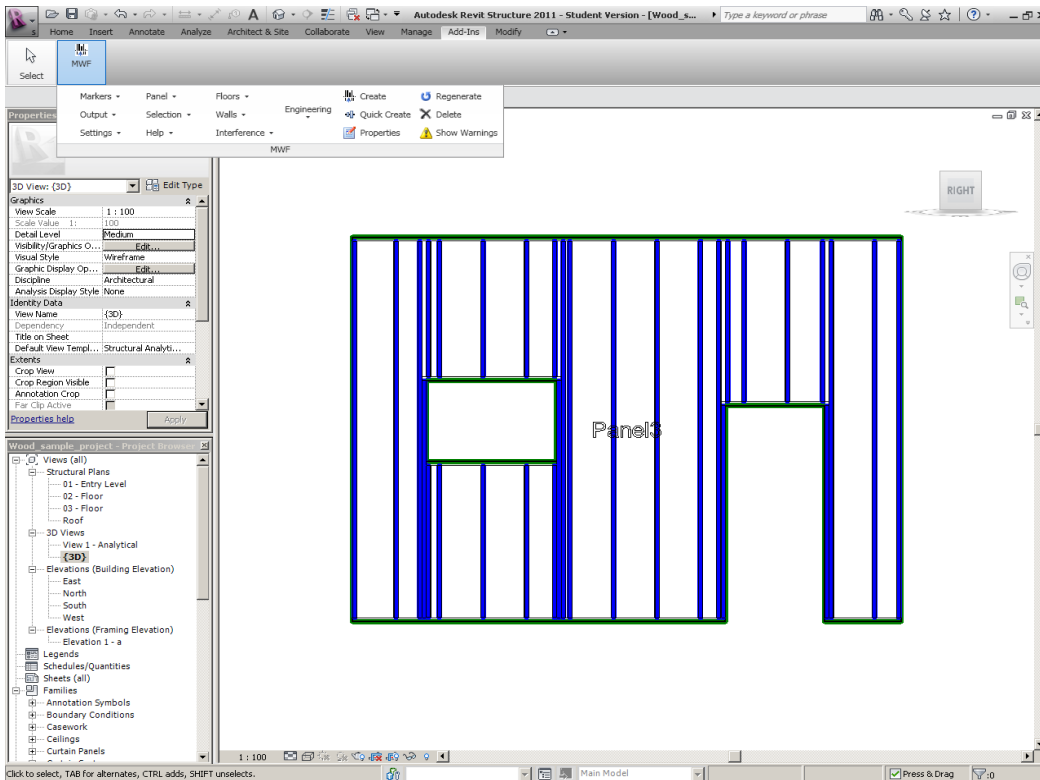 Autodesk Revit Structure 2011 - Student Version - [Wood_s...
Type a keyword or phrase
Home Insert Annotate Analyze Architect & Site Collaborate View Manage Add-Ins Modify
Select
MWF
Markers Panel Floors Create Regenerate
Output Selection Walls Engineering Quick Create Delete
Settings Help Interference Properties Show Warnings
MWF
Properties
3D View: {3D} Edit Type
Graphics
View Scale 1 : 100
Scale Value 1: 100
Detail Level Medium
Visibility/Graphics O... Edit...
Visual Style Wireframe
Graphic Display Op... Edit...
Discipline Architectural
Analysis Display Style None
Identity Data
View Name {3D}
Dependency Independent
Title on Sheet
Default View Templ... Structural Analyti...
Extents
Crop View
Crop Region Visible
Annotation Crop
Far Clip Active
Properties help Apply
Wood_sample_project - Project Browser
Views (all)
Structural Plans
01 - Entry Level
02 - Floor
03 - Floor
Roof
3D Views
View 1 - Analytical
{3D}
Elevations (Building Elevation)
East
North
South
West
Elevations (Framing Elevation)
Elevation 1 - a
Legends
Schedules/Quantities
Sheets (all)
Families
Annotation Symbols
Boundary Conditions
Casework
Ceilings
Curtain Panels
RIGHT
Panel3
1 : 100
Click to select, TAB for alternates, CTRL adds, SHIFT unselects.
Main Model
Press & Drag
:0